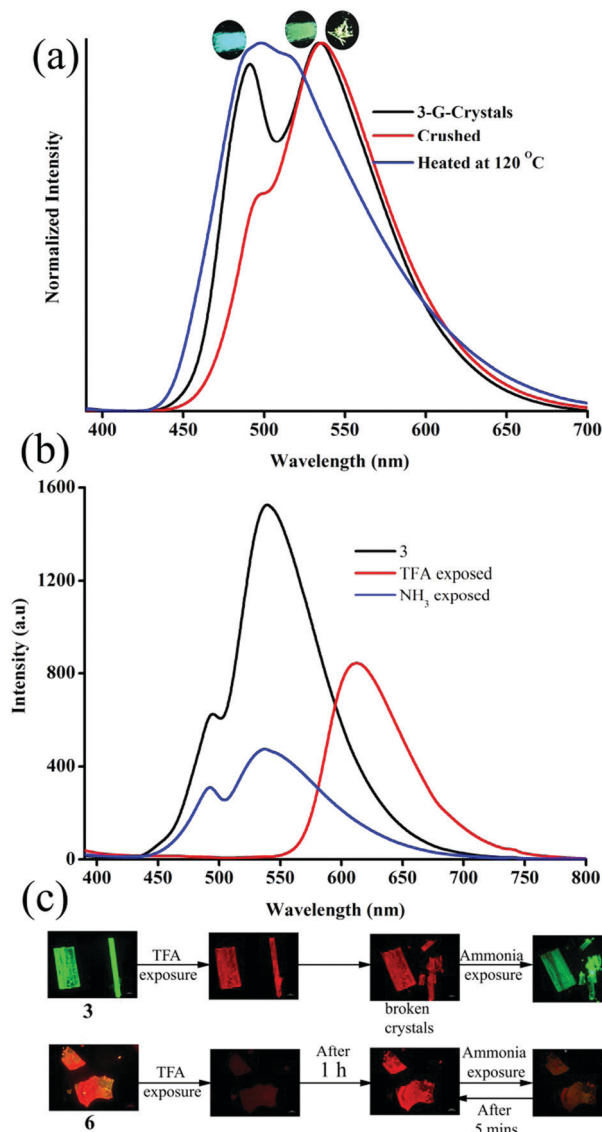 (a)
3-G-Crystals
Crushed
Heated at 120 °C
Normalized Intensity
400 450 500 550 600 650 700
Wavelength (nm)
(b)
1600
1200
800
400
0
3
TFA exposed
NH3 exposed
Intensity (a.u)
400 450 500 550 600 650 700 750 800
Wavelength (nm)
(c)
TFA
exposure
Ammonia
exposure
3
broken
crystals
TFA
exposure
After
1 h
Ammonia
exposure
After
5 mins
6